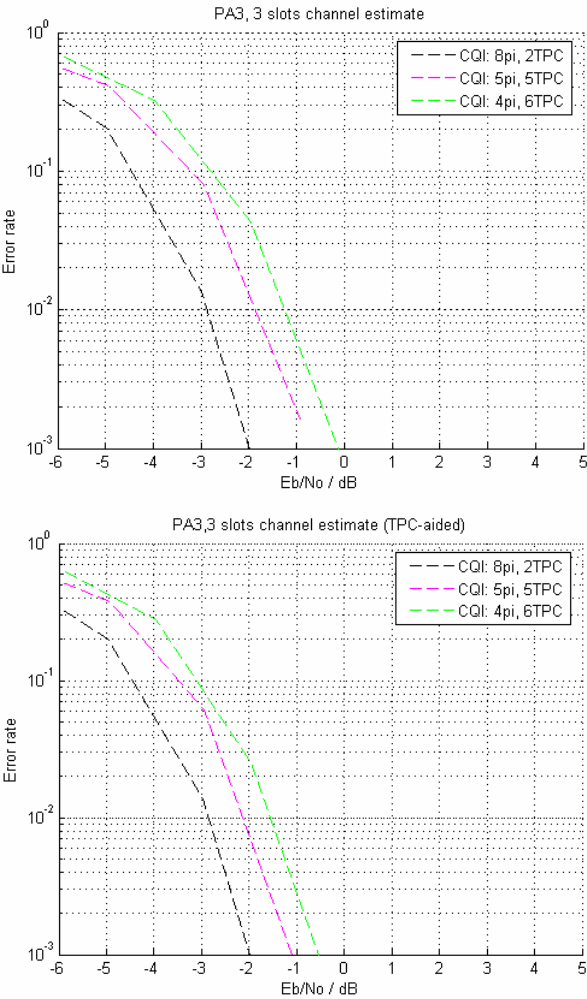 PA3, 3 slots channel estimate
10^0
10^-1
10^-2
10^-3
Error rate
CQI: 8pi, 2TPC
CQI: 5pi, 5TPC
CQI: 4pi, 6TPC
-6 -5 -4 -3 -2 -1 0 1 2 3 4 5
Eb/No / dB
PA3,3 slots channel estimate (TPC-aided)
10^0
10^-1
10^-2
10^-3
Error rate
CQI: 8pi, 2TPC
CQI: 5pi, 5TPC
CQI: 4pi, 6TPC
-6 -5 -4 -3 -2 -1 0 1 2 3 4 5
Eb/No / dB